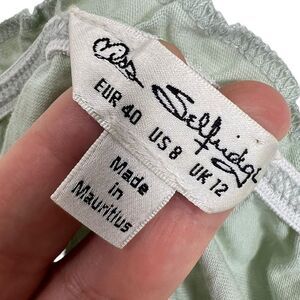 Miss Selfridge
EUR 40 US 8 UK 12
Made
in
Mauritius